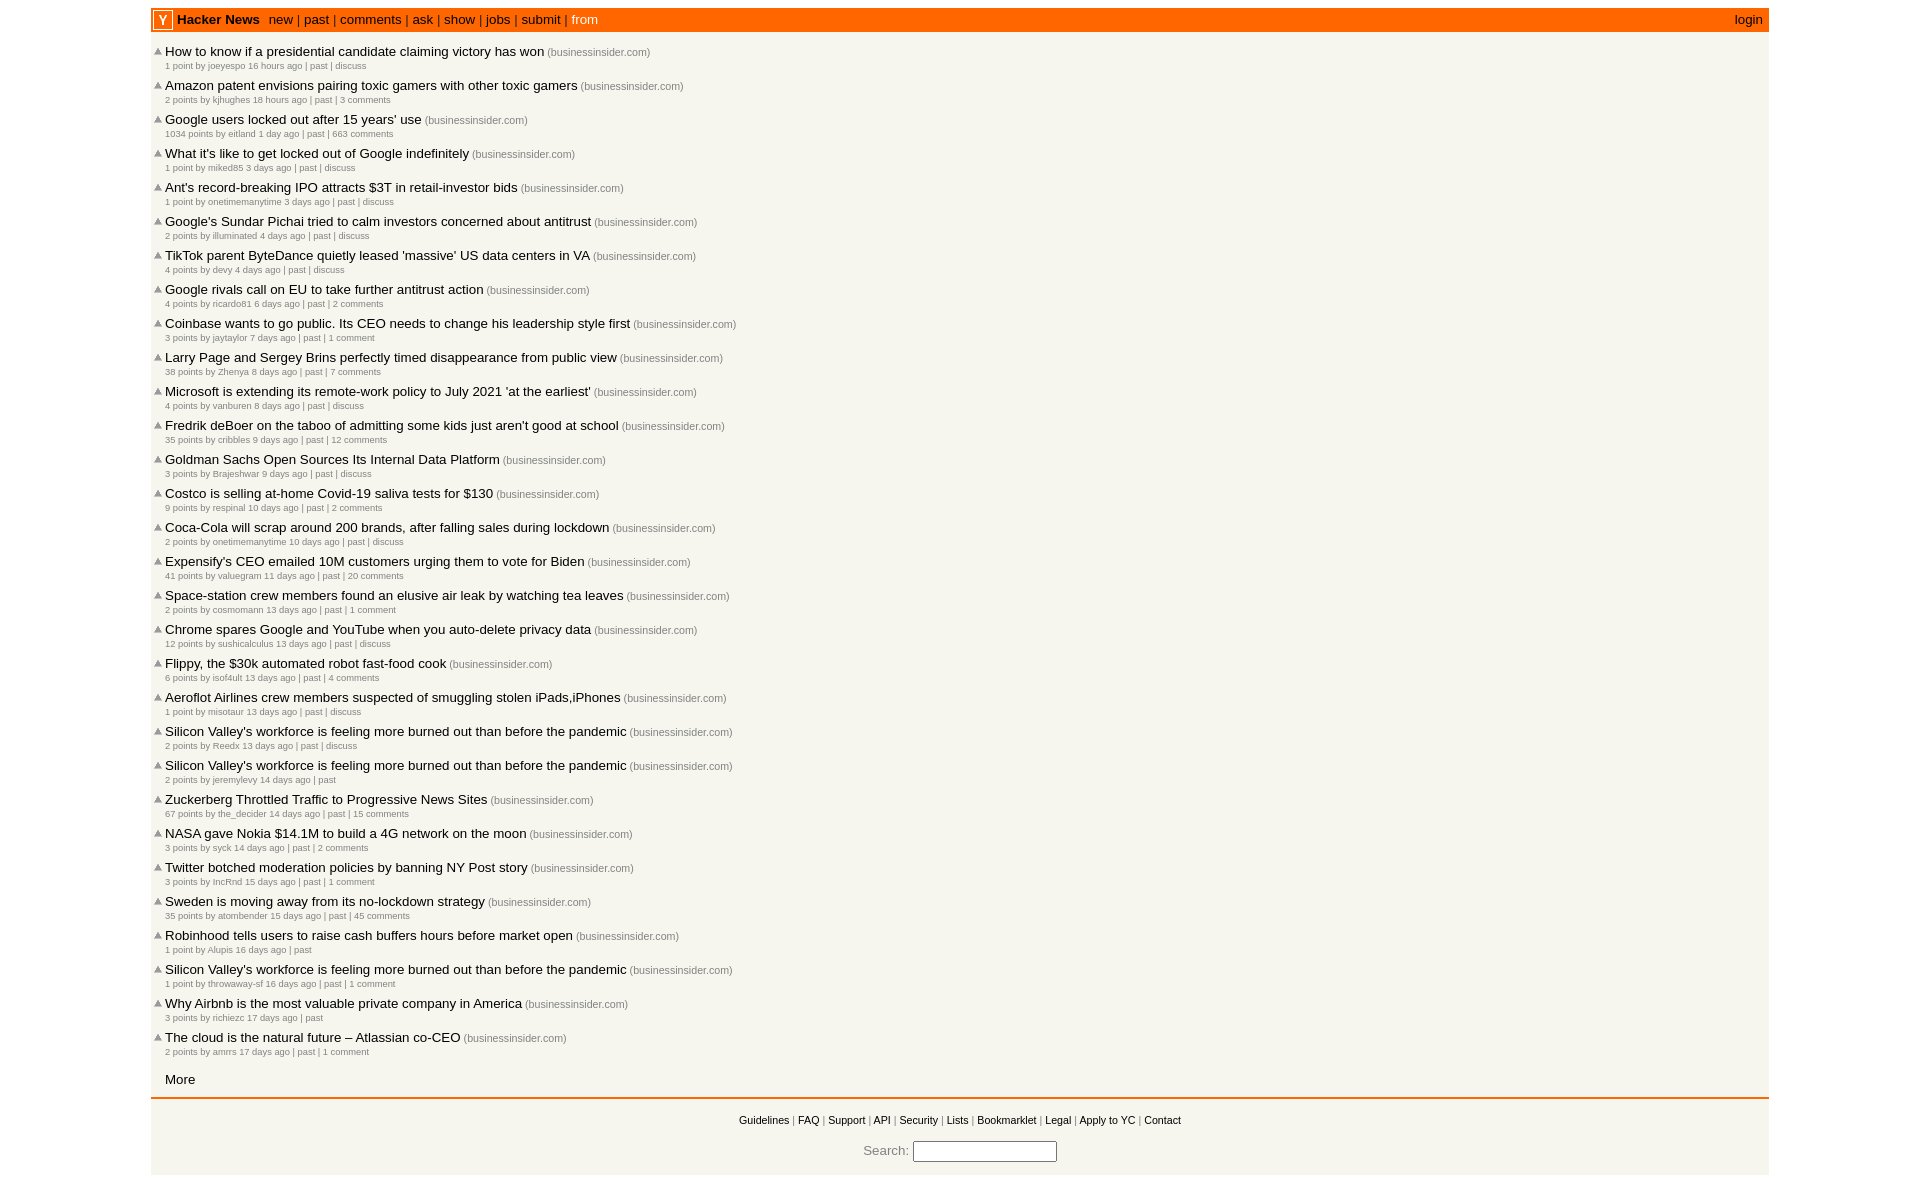 Y Hacker News new | past | comments | ask | show | jobs | submit | from login
How to know if a presidential candidate claiming victory has won (businessinsider.com)
1 point by joeyespo 16 hours ago | past | discuss
Amazon patent envisions pairing toxic gamers with other toxic gamers (businessinsider.com)
2 points by kjhughes 18 hours ago | past | 3 comments
Google users locked out after 15 years' use (businessinsider.com)
1034 points by eitland 1 day ago | past | 663 comments
What it's like to get locked out of Google indefinitely (businessinsider.com)
1 point by miked85 3 days ago | past | discuss
Ant's record-breaking IPO attracts $3T in retail-investor bids (businessinsider.com)
1 point by onetimemanytime 3 days ago | past | discuss
Google's Sundar Pichai tried to calm investors concerned about antitrust (businessinsider.com)
2 points by illuminated 4 days ago | past | discuss
TikTok parent ByteDance quietly leased 'massive' US data centers in VA (businessinsider.com)
4 points by devy 4 days ago | past | discuss
Google rivals call on EU to take further antitrust action (businessinsider.com)
4 points by ricardo81 6 days ago | past | 2 comments
Coinbase wants to go public. Its CEO needs to change his leadership style first (businessinsider.com)
3 points by jaytaylor 7 days ago | past | 1 comment
Larry Page and Sergey Brins perfectly timed disappearance from public view (businessinsider.com)
38 points by Zhenya 8 days ago | past | 7 comments
Microsoft is extending its remote-work policy to July 2021 'at the earliest' (businessinsider.com)
4 points by vanburen 8 days ago | past | discuss
Fredrik deBoer on the taboo of admitting some kids just aren't good at school (businessinsider.com)
35 points by cribbles 9 days ago | past | 12 comments
Goldman Sachs Open Sources Its Internal Data Platform (businessinsider.com)
3 points by Brajeshwar 9 days ago | past | discuss
Costco is selling at-home Covid-19 saliva tests for $130 (businessinsider.com)
9 points by respinal 10 days ago | past | 2 comments
Coca-Cola will scrap around 200 brands, after falling sales during lockdown (businessinsider.com)
2 points by onetimemanytime 10 days ago | past | discuss
Expensify's CEO emailed 10M customers urging them to vote for Biden (businessinsider.com)
41 points by valuegram 11 days ago | past | 20 comments
Space-station crew members found an elusive air leak by watching tea leaves (businessinsider.com)
2 points by cosmomann 13 days ago | past | 1 comment
Chrome spares Google and YouTube when you auto-delete privacy data (businessinsider.com)
12 points by sushicalculus 13 days ago | past | discuss
Flippy, the $30k automated robot fast-food cook (businessinsider.com)
6 points by isof4ult 13 days ago | past | 4 comments
Aeroflot Airlines crew members suspected of smuggling stolen iPads,iPhones (businessinsider.com)
1 point by misotaur 13 days ago | past | discuss
Silicon Valley's workforce is feeling more burned out than before the pandemic (businessinsider.com)
2 points by Reedx 13 days ago | past | discuss
Silicon Valley's workforce is feeling more burned out than before the pandemic (businessinsider.com)
2 points by jeremylevy 14 days ago | past
Zuckerberg Throttled Traffic to Progressive News Sites (businessinsider.com)
67 points by the_decider 14 days ago | past | 15 comments
NASA gave Nokia $14.1M to build a 4G network on the moon (businessinsider.com)
3 points by syck 14 days ago | past | 2 comments
Twitter botched moderation policies by banning NY Post story (businessinsider.com)
3 points by IncRnd 15 days ago | past | 1 comment
Sweden is moving away from its no-lockdown strategy (businessinsider.com)
35 points by atombender 15 days ago | past | 45 comments
Robinhood tells users to raise cash buffers hours before market open (businessinsider.com)
1 point by Alupis 16 days ago | past
Silicon Valley's workforce is feeling more burned out than before the pandemic (businessinsider.com)
1 point by throwaway-sf 16 days ago | past | 1 comment
Why Airbnb is the most valuable private company in America (businessinsider.com)
3 points by richiezc 17 days ago | past
The cloud is the natural future – Atlassian co-CEO (businessinsider.com)
2 points by amrrs 17 days ago | past | 1 comment
More
Guidelines | FAQ | Support | API | Security | Lists | Bookmarklet | Legal | Apply to YC | Contact
Search: